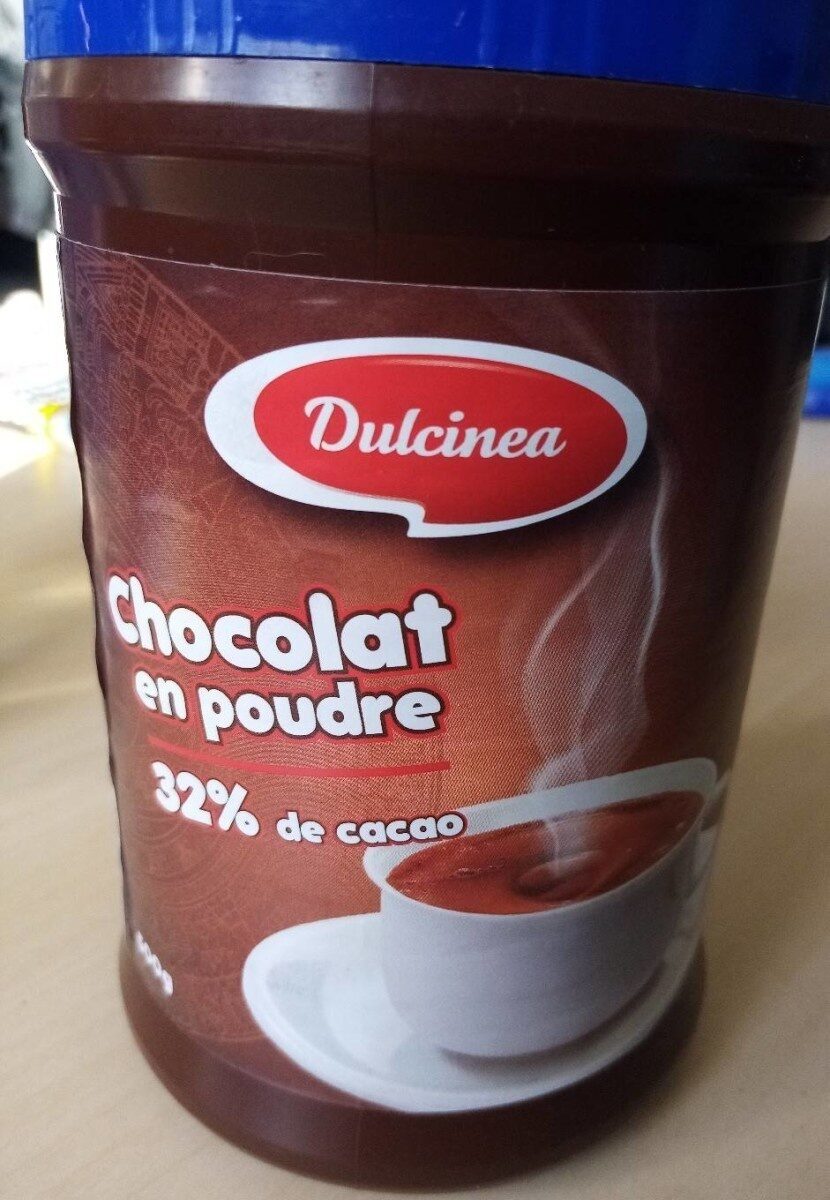 Dulcinea
Chocolat
en poudre
32% de cacao